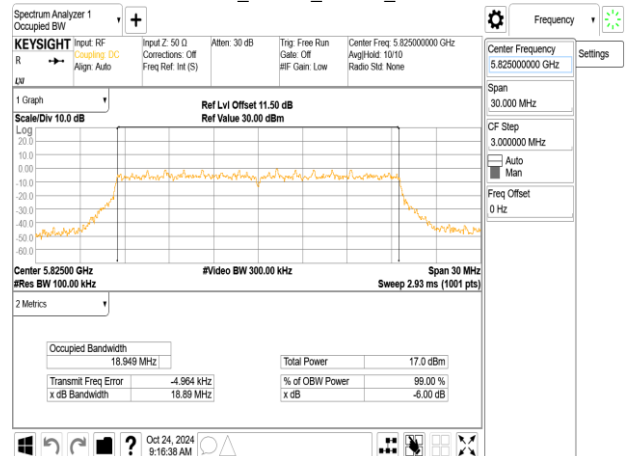 Spectrum Analyzer 1
Occupied BW
Frequency
KEYSIGHT
R
LXI
Input: RF
Coupling: DC
Align: Auto
Input Z: 50 Ω
Corrections: Off
Freq Ref: Int (S)
Atten: 30 dB
Trig: Free Run
Gate: Off
#IF Gain: Low
Center Freq: 5.825000000 GHz
Avg|Hold: 10/10
Radio Std: None
Center Frequency
5.825000000 GHz
Settings
Span
30.000 MHz
CF Step
3.000000 MHz
Auto
Man
Freq Offset
0 Hz
1 Graph
Scale/Div 10.0 dB
Ref Lvl Offset 11.50 dB
Ref Value 30.00 dBm
Log
20.0
10.0
0.00
-10.0
-20.0
-30.0
-40.0
-50.0
-60.0
Center 5.82500 GHz
#Res BW 100.00 kHz
#Video BW 300.00 kHz
Span 30 MHz
Sweep 2.93 ms (1001 pts)
2 Metrics
Occupied Bandwidth
18.949 MHz
Transmit Freq Error -4.964 kHz
x dB Bandwidth 18.89 MHz
Total Power 17.0 dBm
% of OBW Power 99.00 %
x dB -6.00 dB
?
Oct 24, 2024
9:16:38 AM